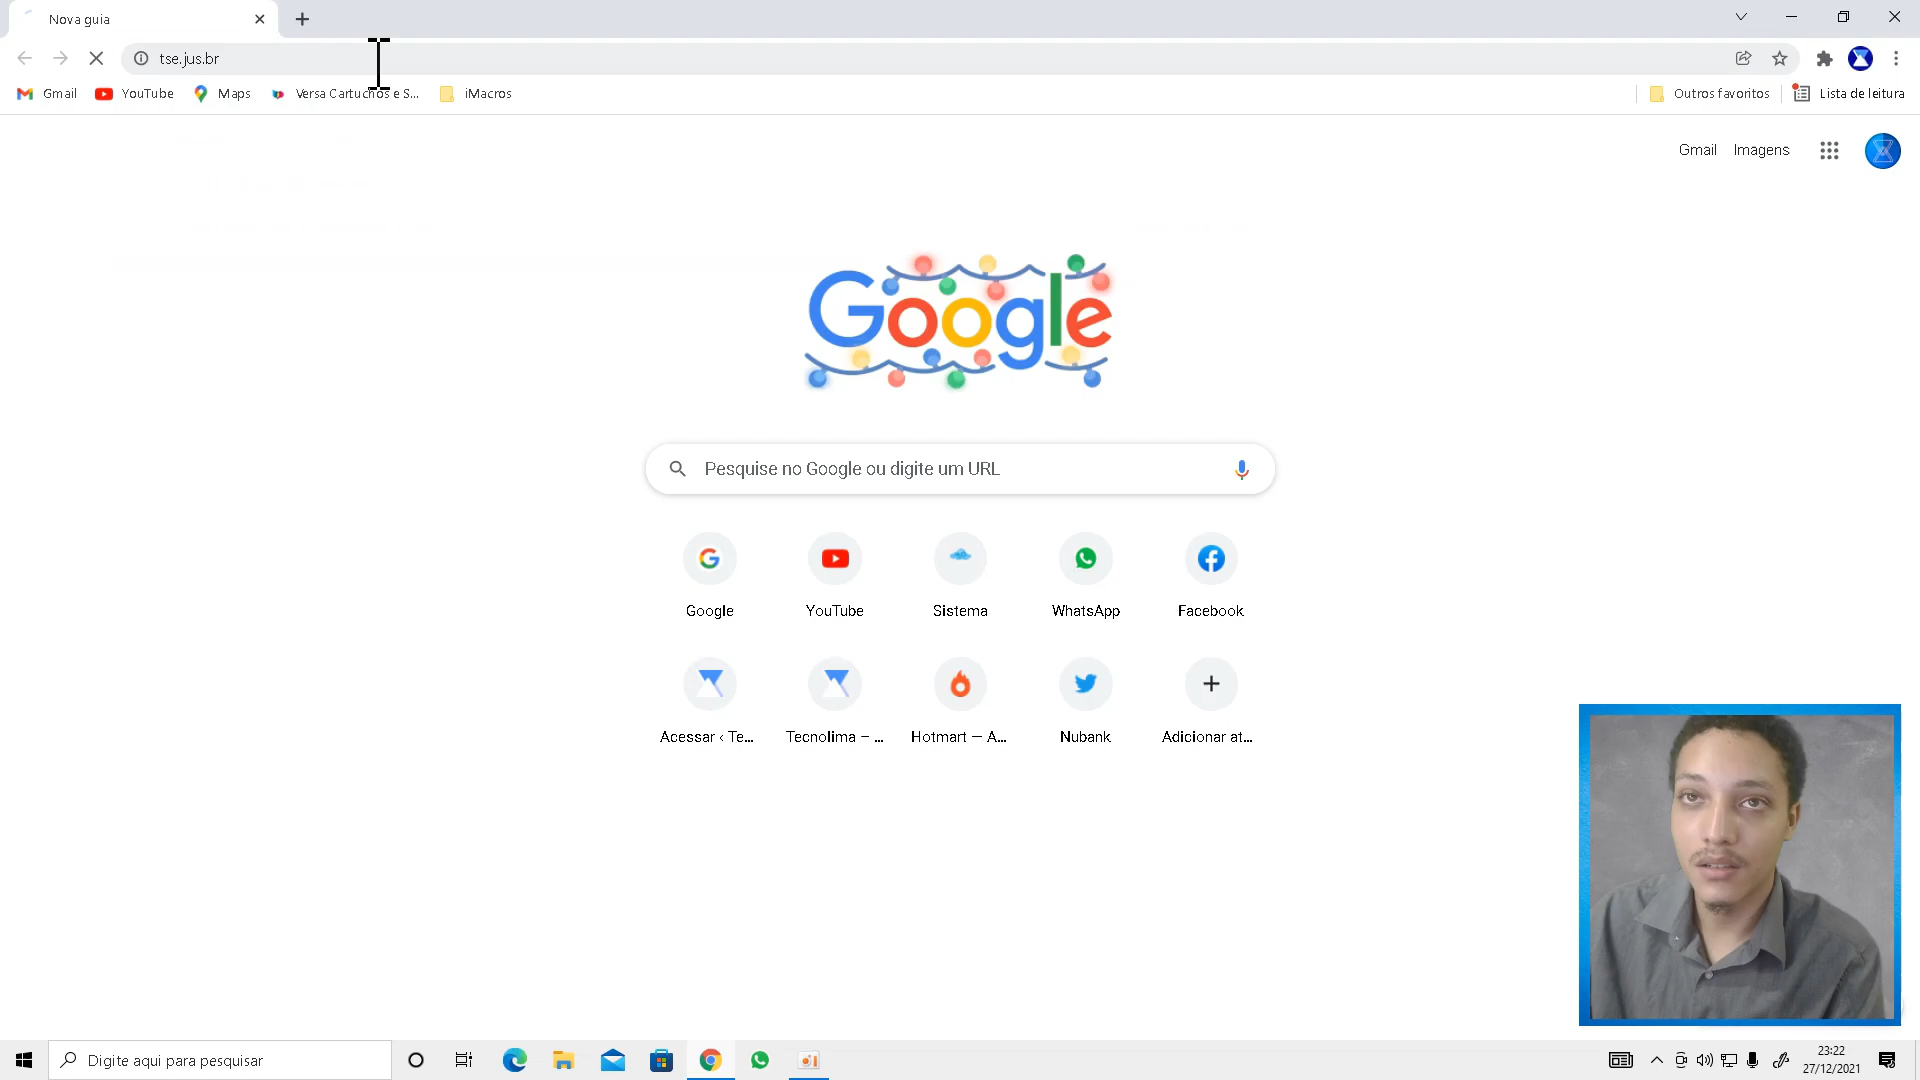 Nova guia
tse.jus.br
Gmail YouTube Maps Versa Cartuchos e S... iMacros Outros favoritos Lista de leitura
Gmail Imagens
Google
Pesquise no Google ou digite um URL
Google YouTube Sistema WhatsApp Facebook
Acessar ‹ Te... Tecnolima – ... Hotmart — A... Nubank Adicionar at...
Digite aqui para pesquisar
23:22
27/12/2021